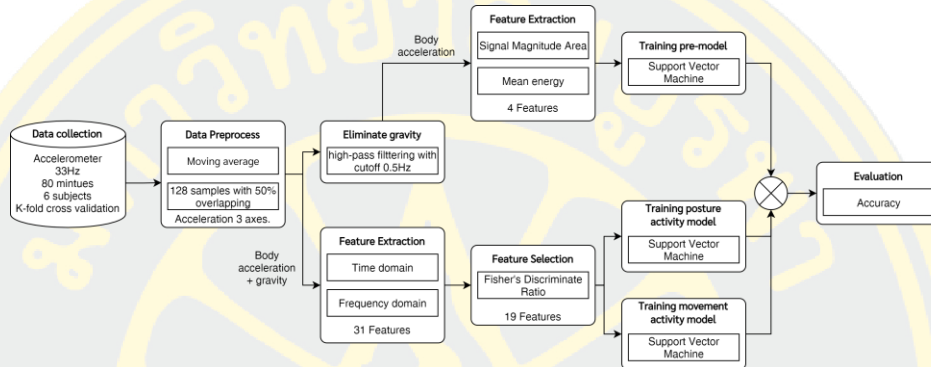 Data collection
Accelerometer
33Hz
80 mintues
6 subjects
K-fold cross validation
Data Preprocess
Moving average
128 samples with 50%
overlapping
Acceleration 3 axes.
Body
acceleration
Eliminate gravity
high-pass filttering with
cutoff 0.5Hz
Feature Extraction
Signal Magnitude Area
Mean energy
4 Features
Training pre-model
Support Vector
Machine
Body
acceleration
+ gravity
Feature Extraction
Time domain
Frequency domain
31 Features
Feature Selection
Fisher's Discriminate
Ratio
19 Features
Training posture
activity model
Support Vector
Machine
Training movement
activity model
Support Vector
Machine
Evaluation
Accuracy